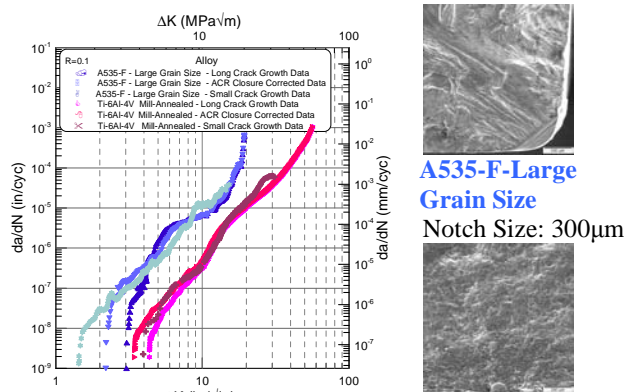 ΔK (MPa√m)
1 10 100
10⁻¹
10⁻²
10⁻³
10⁻⁴
10⁻⁵
10⁻⁶
10⁻⁷
10⁻⁸
10⁻⁹
da/dN (in/cyc)
R=0.1 Alloy
A535-F - Large Grain Size - Long Crack Growth Data
A535-F - Large Grain Size - ACR Closure Corrected Data
A535-F - Large Grain Size - Small Crack Growth Data
Ti-6Al-4V Mill-Annealed - Long Crack Growth Data
Ti-6Al-4V Mill-Annealed - ACR Closure Corrected Data
Ti-6Al-4V Mill-Annealed - Small Crack Growth Data
10⁰
10⁻¹
10⁻²
10⁻³
10⁻⁴
10⁻⁵
10⁻⁶
10⁻⁷
da/dN (mm/cyc)
1 10 100
A535-F-Large
Grain Size
Notch Size: 300µm